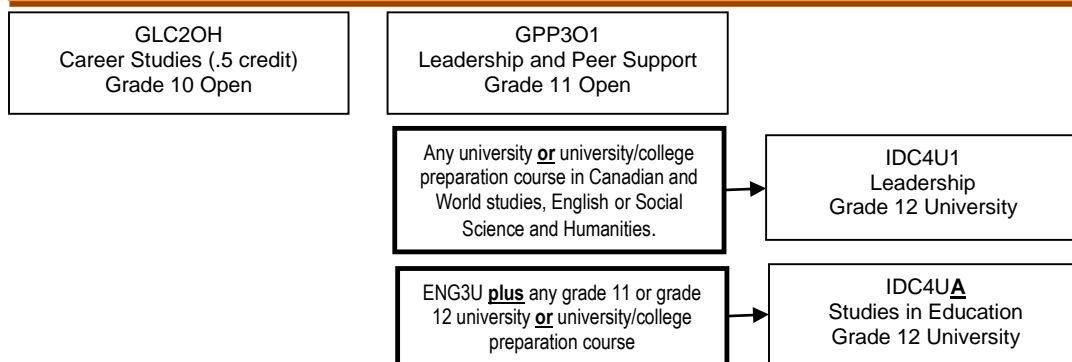 GLC2OH
Career Studies (.5 credit)
Grade 10 Open
GPP3O1
Leadership and Peer Support
Grade 11 Open
Any university or university/college
preparation course in Canadian and
World studies, English or Social
Science and Humanities.
IDC4U1
Leadership
Grade 12 University
ENG3U plus any grade 11 or grade
12 university or university/college
preparation course
IDC4UA
Studies in Education
Grade 12 University